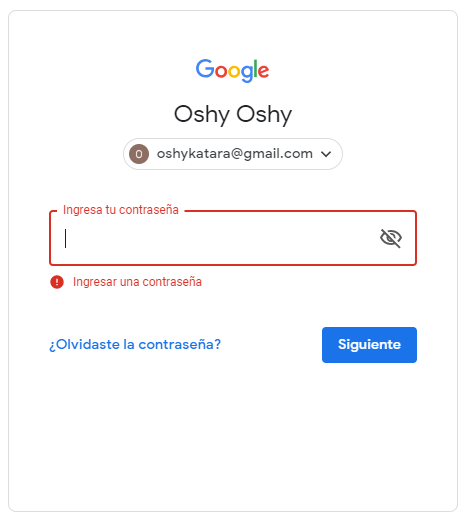 Google
Oshy Oshy
O oshykatara@gmail.com
Ingresa tu contraseña
Ingresar una contraseña
¿Olvidaste la contraseña?
Siguiente